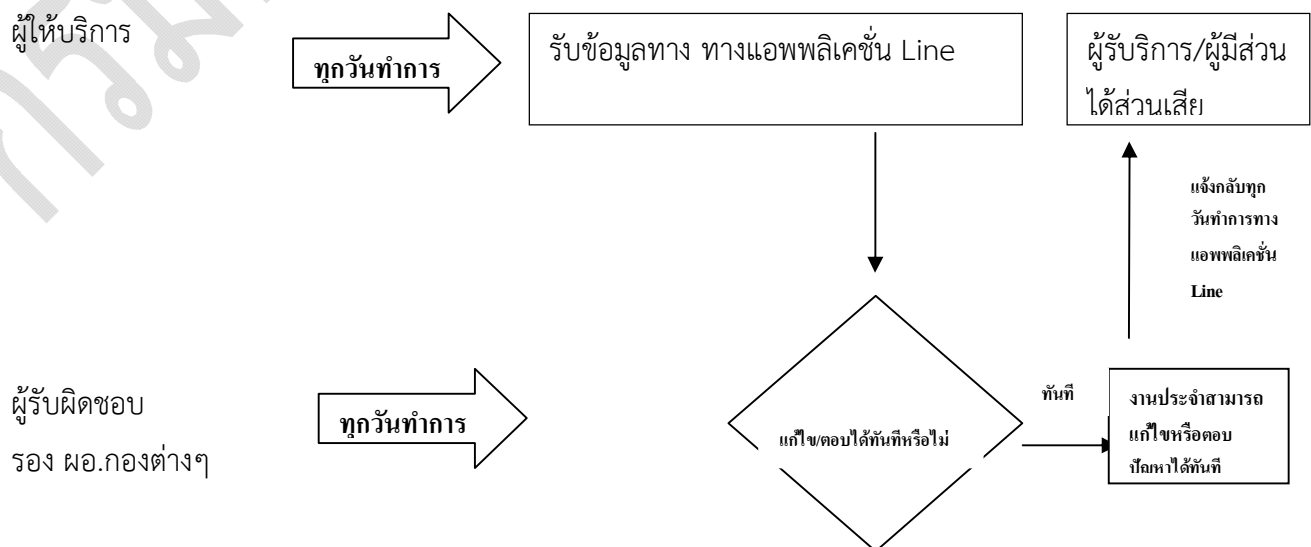 ผู้ให้บริการ
ทุกวันทำการ
รับข้อมูลทาง ทางแอพพลิเคชั่น Line
ผู้รับบริการ/ผู้มีส่วน
ได้ส่วนเสีย
แจ้งกลับทุก
วันทำการทาง
แอพพลิเคชั่น
Line
ผู้รับผิดชอบ
รอง ผอ.กองต่างๆ
ทุกวันทำการ
แก้ไข/ตอบได้ทันทีหรือไม่
ทันที
งานประจำสามารถ
แก้ไขหรือตอบ
ปัญหาได้ทันที